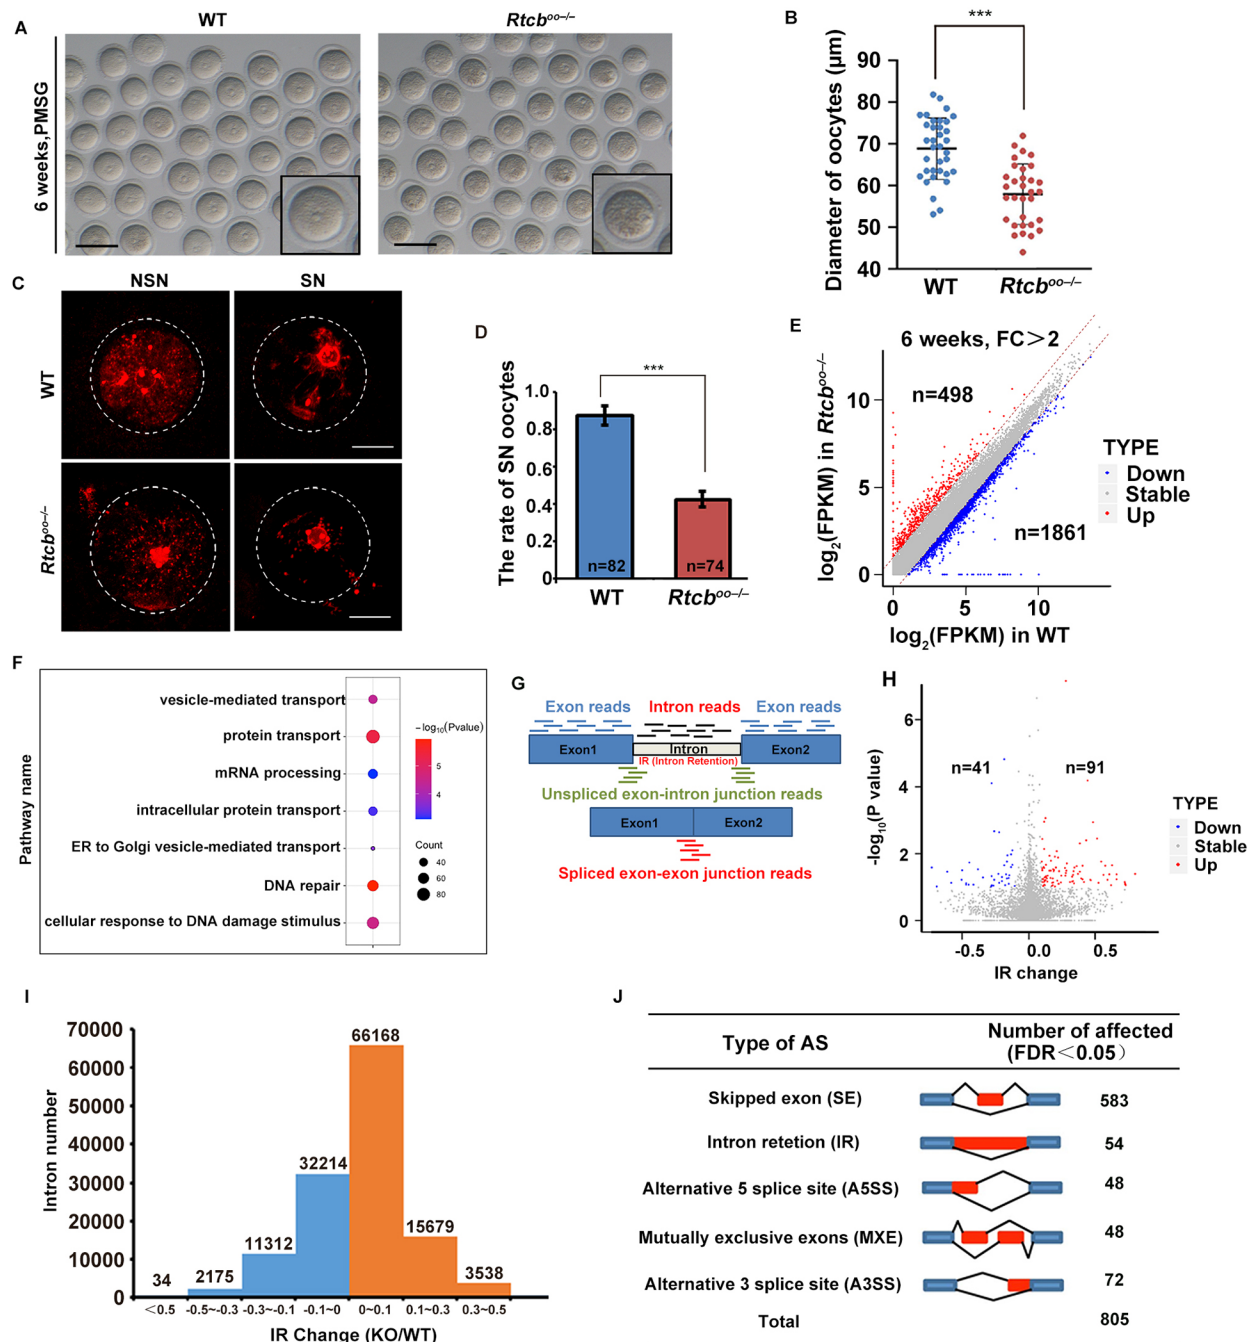 A
WT
Rtcb^oo–/–
6 weeks,PMSG
B
***
Diameter of oocytes (μm)
90
80
70
60
50
40
WT
Rtcb^oo–/–
C
NSN
SN
WT
Rtcb^oo–/–
D
***
The rate of SN oocytes
1.0
0.8
0.6
0.4
0.2
0
n=82
n=74
WT
Rtcb^oo–/–
E
6 weeks, FC＞2
log2(FPKM) in Rtcb^oo–/–
10
5
0
n=498
n=1861
0
5
10
log2(FPKM) in WT
TYPE
Down
Stable
Up
F
Pathway name
vesicle-mediated transport
protein transport
mRNA processing
intracellular protein transport
ER to Golgi vesicle-mediated transport
DNA repair
cellular response to DNA damage stimulus
−log10(Pvalue)
5
4
Count
40
60
80
G
Exon reads
Intron reads
Exon reads
Exon1
Intron
Exon2
IR (Intron Retention)
Unspliced exon-intron junction reads
Exon1
Exon2
Spliced exon-exon junction reads
H
-log10(P value)
6
4
2
0
n=41
n=91
-0.5
0.0
0.5
IR change
TYPE
Down
Stable
Up
I
Intron number
70000
60000
50000
40000
30000
20000
10000
0
34
2175
11312
32214
66168
15679
3538
＜0.5
-0.5~-0.3
-0.3~-0.1
-0.1~0
0~0.1
0.1~0.3
0.3~0.5
IR Change (KO/WT)
J
Type of AS
Number of affected
(FDR＜0.05）
Skipped exon (SE)
583
Intron retetion (IR)
54
Alternative 5 splice site (A5SS)
48
Mutually exclusive exons (MXE)
48
Alternative 3 splice site (A3SS)
72
Total
805